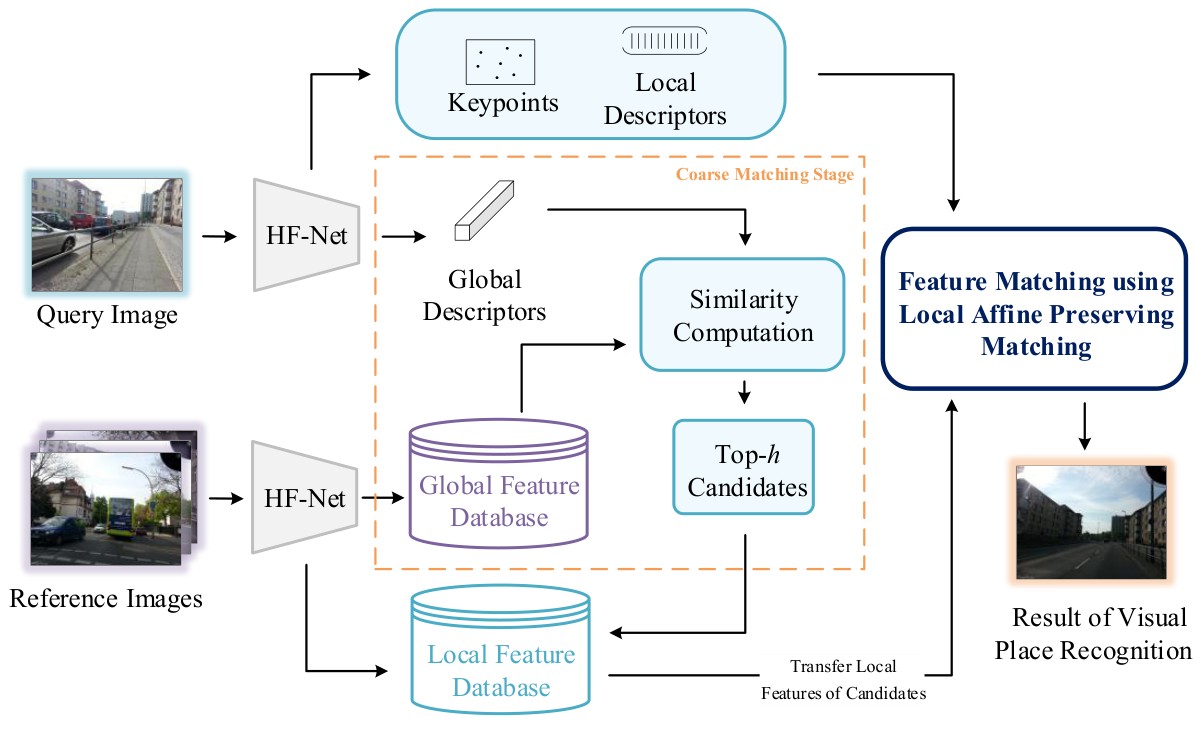 Keypoints
Local
Descriptors
Coarse Matching Stage
HF-Net
Query Image
Global
Descriptors
Similarity
Computation
Feature Matching using
Local Affine Preserving
Matching
Top-h
Candidates
Global Feature
Database
HF-Net
Reference Images
Local Feature
Database
Transfer Local
Features of Candidates
Result of Visual
Place Recognition